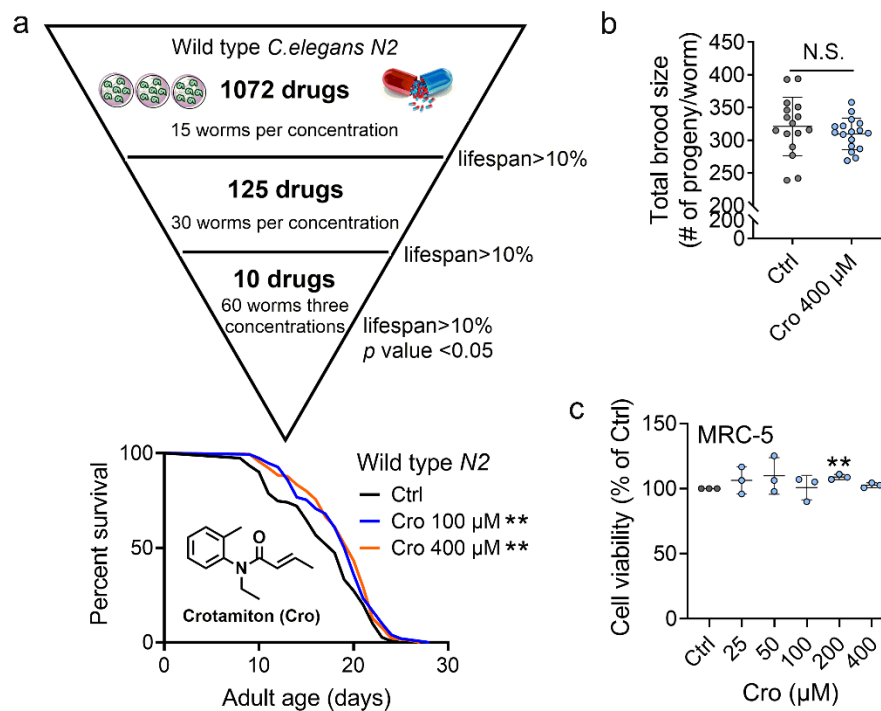 a
Wild type C.elegans N2
1072 drugs
15 worms per concentration
lifespan>10%
125 drugs
30 worms per concentration
lifespan>10%
10 drugs
60 worms three
concentrations
lifespan>10%
p value <0.05
Percent survival
100
50
0
0
10
20
30
Adult age (days)
Wild type N2
Ctrl
Cro 100 µM **
Cro 400 µM **
O
N
Crotamiton (Cro)
b
N.S.
Total brood size
(# of progeny/worm)
450
400
350
300
250
200
200
0
Ctrl
Cro 400 µM
c
MRC-5
**
Cell viability (% of Ctrl)
150
100
50
0
Ctrl
25
50
100
200
400
Cro (µM)